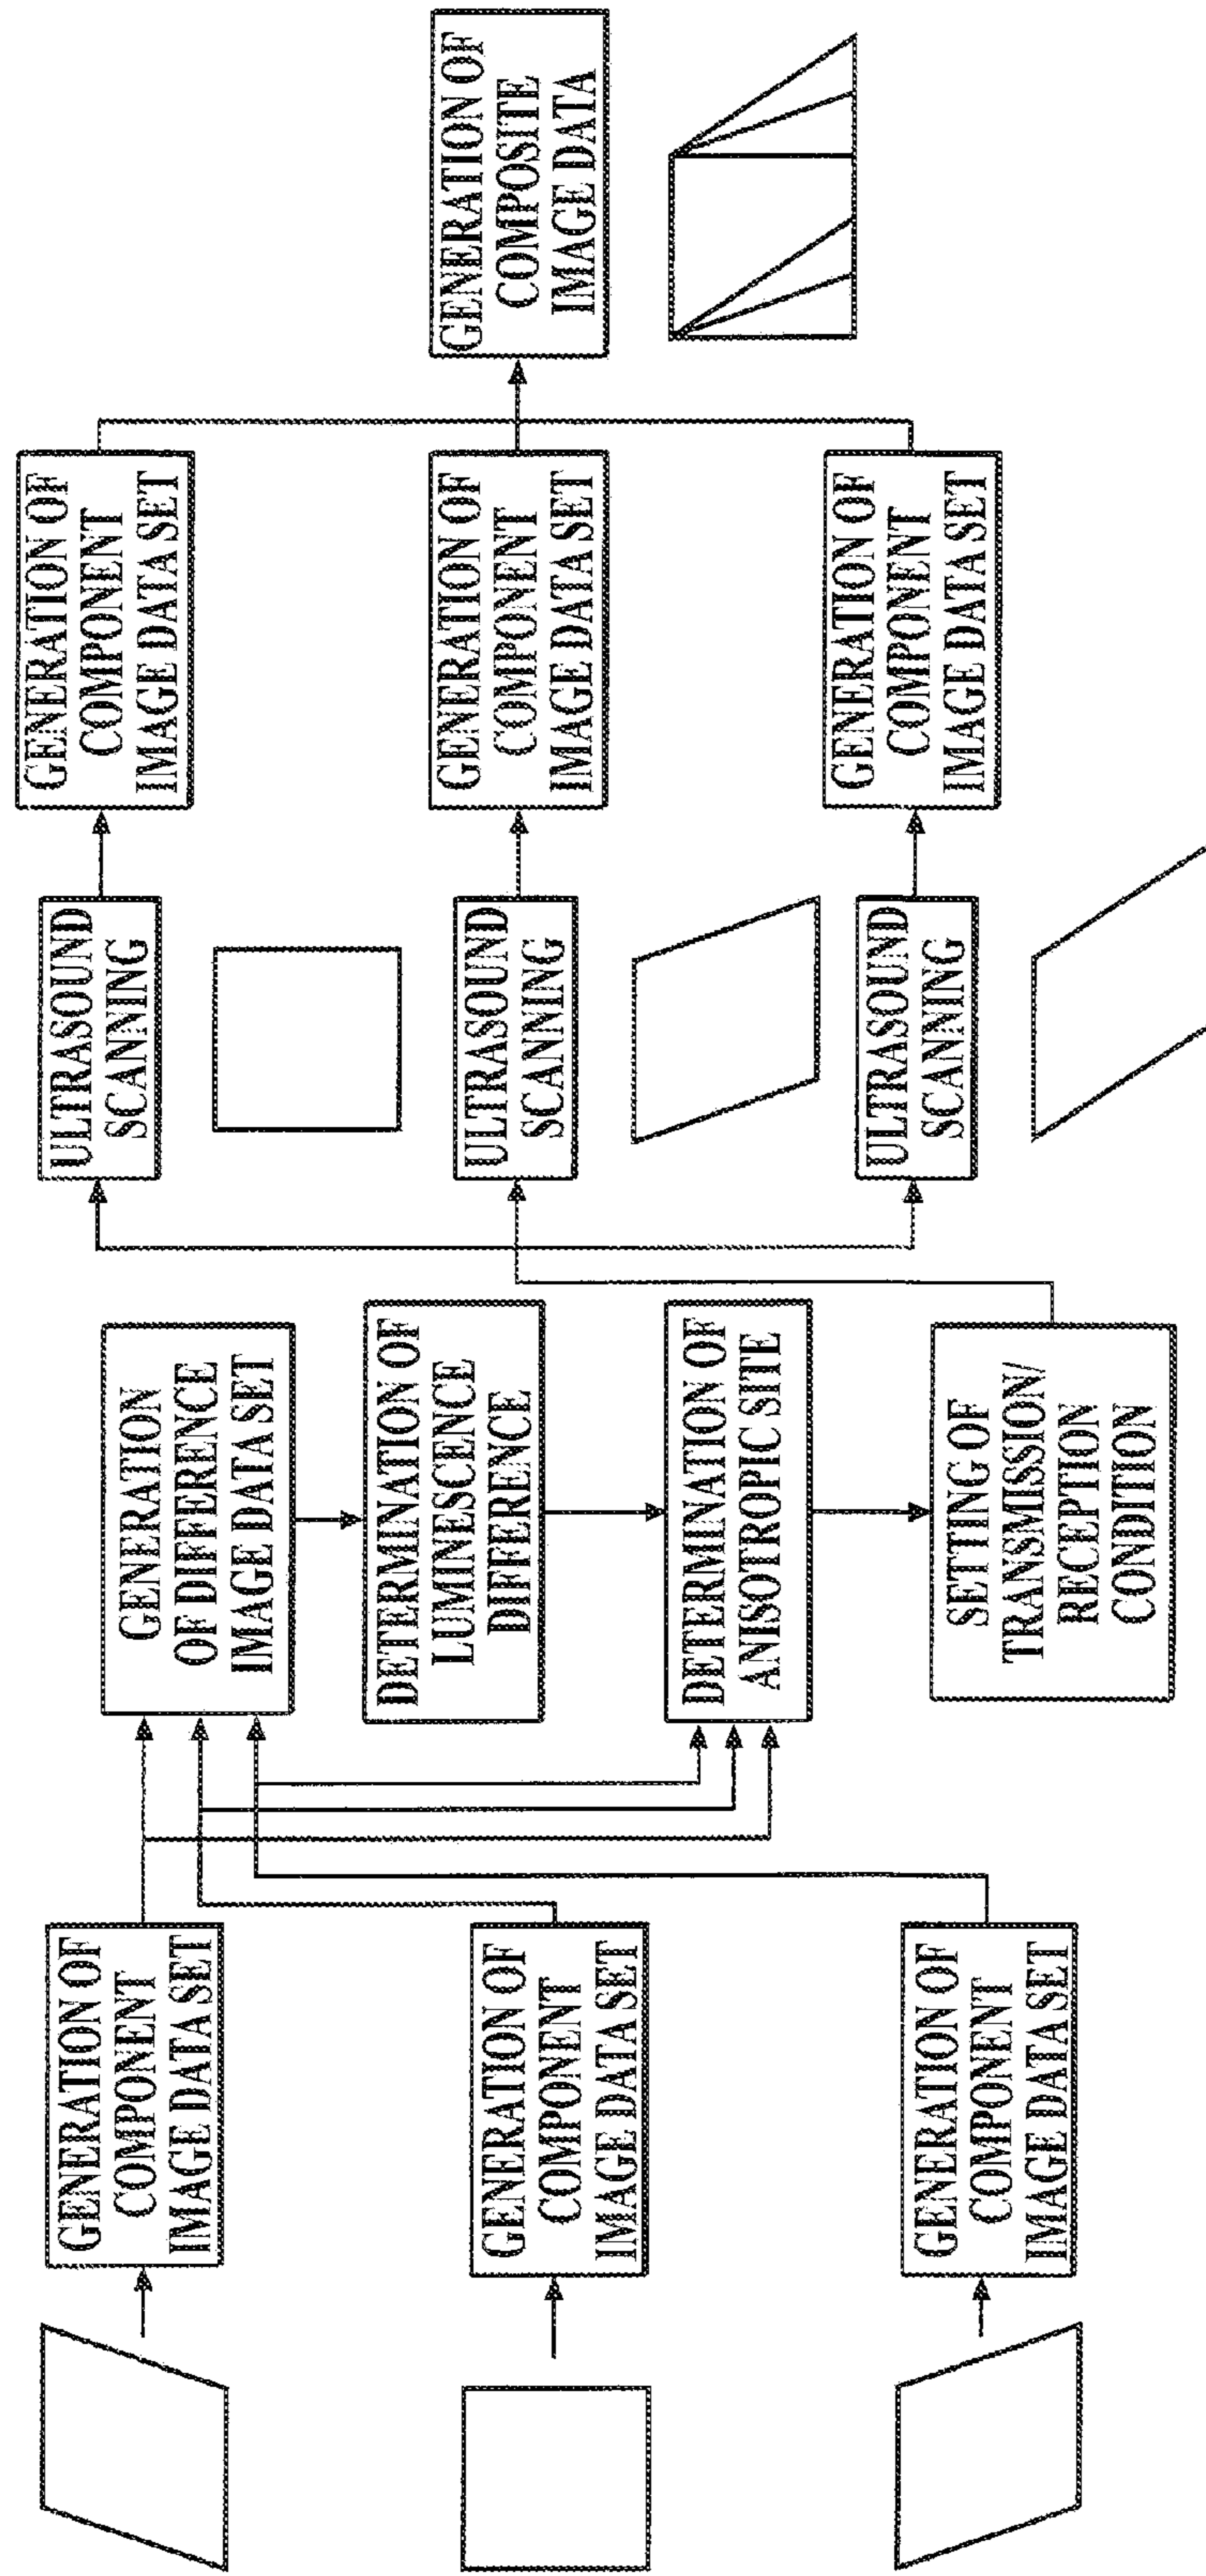 GENERATION OF
COMPONENT
IMAGE DATA SET
GENERATION OF
COMPONENT
IMAGE DATA SET
GENERATION OF
COMPONENT
IMAGE DATA SET
GENERATION
OF DIFFERENCE
IMAGE DATA SET
DETERMINATION OF
LUMINESCENCE
DIFFERENCE
DETERMINATION OF
ANISOTROPIC SITE
SETTING OF
TRANSMISSION/
RECEPTION
CONDITION
ULTRASOUND
SCANNING
ULTRASOUND
SCANNING
ULTRASOUND
SCANNING
GENERATION OF
COMPONENT
IMAGE DATA SET
GENERATION OF
COMPONENT
IMAGE DATA SET
GENERATION OF
COMPONENT
IMAGE DATA SET
GENERATION OF
COMPOSITE
IMAGE DATA